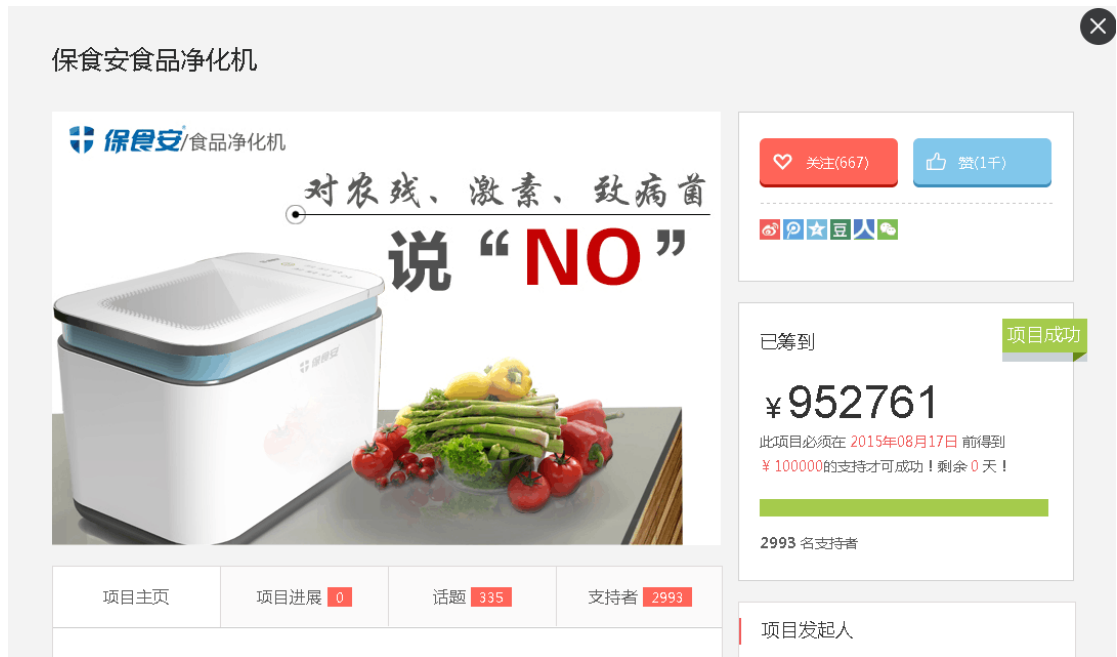 保食安食品净化机
保食安/食品净化机
对农残、激素、致病菌
说“NO”
保食安
关注(667)
赞(1千)
豆
人
已筹到
项目成功
¥952761
此项目必须在 2015年08月17日 前得到
¥100000的支持才可成功！剩余 0 天！
2993 名支持者
项目主页
项目进展 0
话题 335
支持者 2993
项目发起人